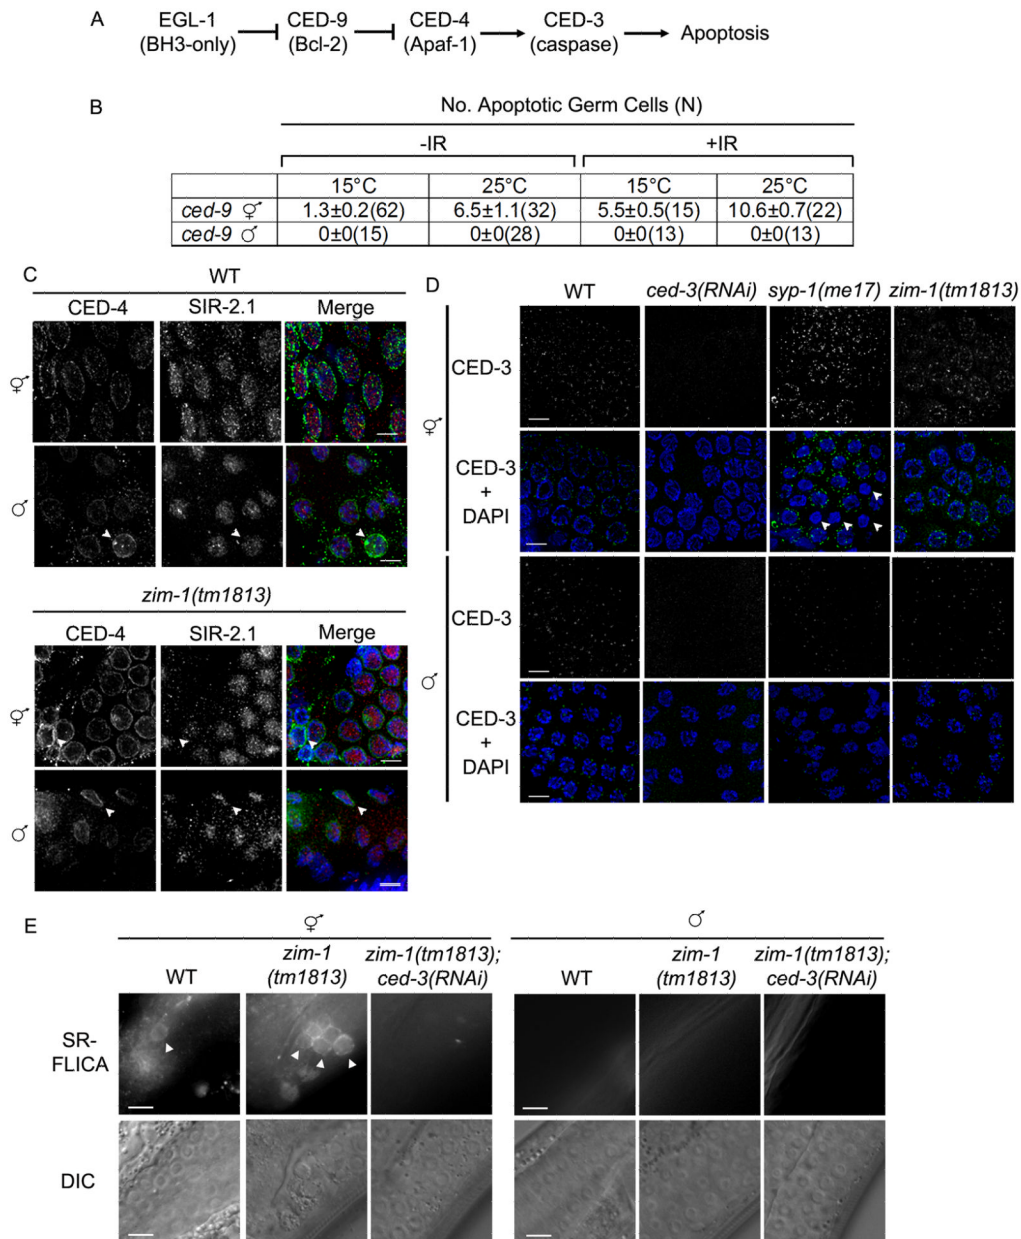 A
EGL-1 CED-9 CED-4 CED-3 Apoptosis
(BH3-only) (Bcl-2) (Apaf-1) (caspase)
B
No. Apoptotic Germ Cells (N)
-IR +IR
15°C 25°C 15°C 25°C
ced-9 ⚥ 1.3±0.2(62) 6.5±1.1(32) 5.5±0.5(15) 10.6±0.7(22)
ced-9 ♂ 0±0(15) 0±0(28) 0±0(13) 0±0(13)
C
WT
CED-4 SIR-2.1 Merge
⚥
♂
zim-1(tm1813)
CED-4 SIR-2.1 Merge
⚥
♂
D
WT ced-3(RNAi) syp-1(me17) zim-1(tm1813)
⚥
CED-3
CED-3
+
DAPI
♂
CED-3
CED-3
+
DAPI
E
⚥ ♂
WT zim-1 (tm1813) zim-1(tm1813); ced-3(RNAi) WT zim-1 (tm1813) zim-1(tm1813); ced-3(RNAi)
SR-
FLICA
DIC